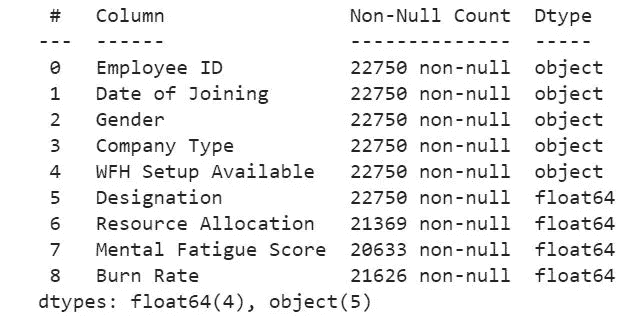 #   Column                Non-Null Count  Dtype
---  ------                --------------  -----
 0   Employee ID           22750 non-null  object
 1   Date of Joining       22750 non-null  object
 2   Gender                22750 non-null  object
 3   Company Type          22750 non-null  object
 4   WFH Setup Available   22750 non-null  object
 5   Designation           22750 non-null  float64
 6   Resource Allocation   21369 non-null  float64
 7   Mental Fatigue Score  20633 non-null  float64
 8   Burn Rate             21626 non-null  float64
dtypes: float64(4), object(5)